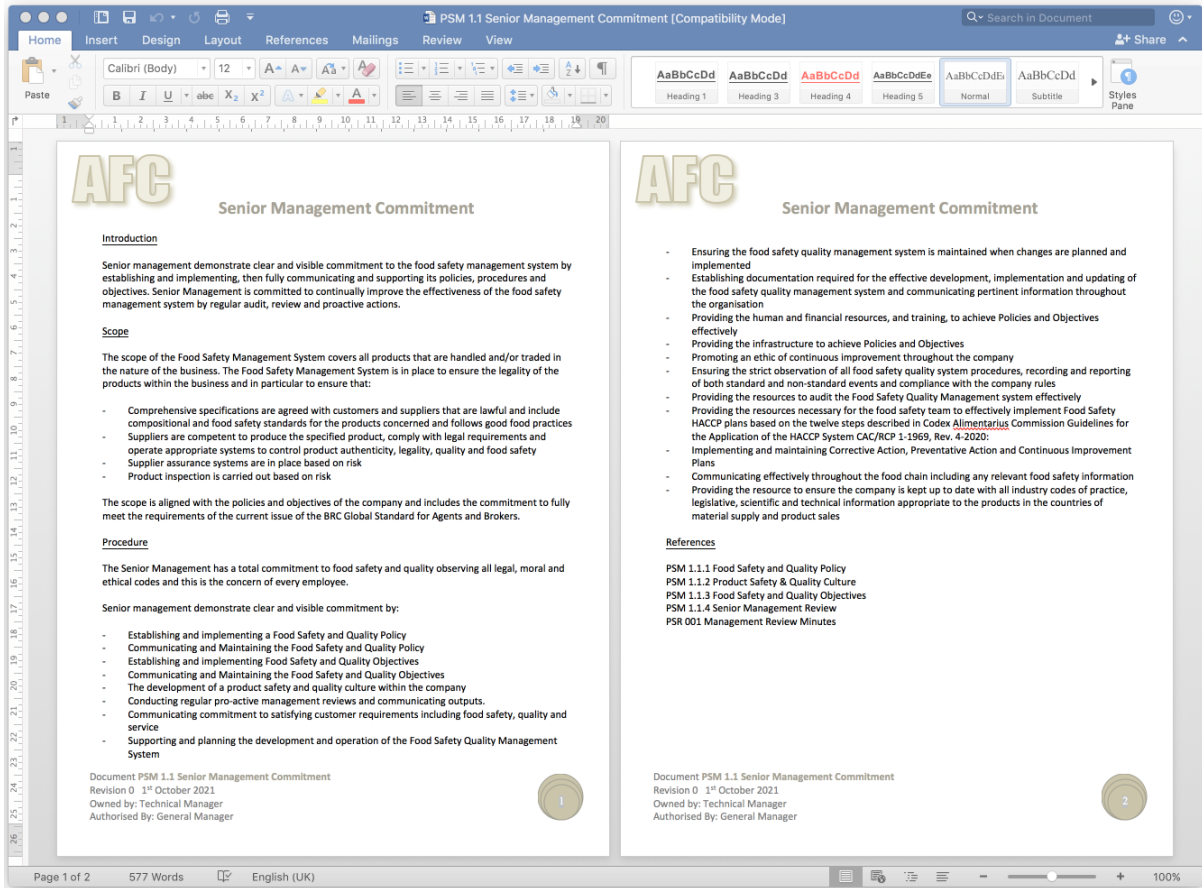 PSM 1.1 Senior Management Commitment [Compatibility Mode]
Search in Document
Home Insert Design Layout References Mailings Review View
Share
Paste
Calibri (Body) 12
B I U abc X₂ X²
AaBbCcDd AaBbCcDd AaBbCcDd AaBbCcDdEe AaBbCcDdEe AaBbCcDd
Heading 1 Heading 3 Heading 4 Heading 5 Normal Subtitle
Styles
Pane
1 1 2 3 4 5 6 7 8 9 10 11 12 13 14 15 16 17 18 19 20
AFC
Senior Management Commitment
Introduction
Senior management demonstrate clear and visible commitment to the food safety management system by
establishing and implementing, then fully communicating and supporting its policies, procedures and
objectives. Senior Management is committed to continually improve the effectiveness of the food safety
management system by regular audit, review and proactive actions.
Scope
The scope of the Food Safety Management System covers all products that are handled and/or traded in
the nature of the business. The Food Safety Management System is in place to ensure the legality of the
products within the business and in particular to ensure that:
- Comprehensive specifications are agreed with customers and suppliers that are lawful and include
compositional and food safety standards for the products concerned and follows good food practices
- Suppliers are competent to produce the specified product, comply with legal requirements and
operate appropriate systems to control product authenticity, legality, quality and food safety
- Supplier assurance systems are in place based on risk
- Product inspection is carried out based on risk
The scope is aligned with the policies and objectives of the company and includes the commitment to fully
meet the requirements of the current issue of the BRC Global Standard for Agents and Brokers.
Procedure
The Senior Management has a total commitment to food safety and quality observing all legal, moral and
ethical codes and this is the concern of every employee.
Senior management demonstrate clear and visible commitment by:
- Establishing and implementing a Food Safety and Quality Policy
- Communicating and Maintaining the Food Safety and Quality Policy
- Establishing and implementing Food Safety and Quality Objectives
- Communicating and Maintaining the Food Safety and Quality Objectives
- The development of a product safety and quality culture within the company
- Conducting regular pro-active management reviews and communicating outputs.
- Communicating commitment to satisfying customer requirements including food safety, quality and
service
- Supporting and planning the development and operation of the Food Safety Quality Management
System
Document PSM 1.1 Senior Management Commitment
Revision 0 1st October 2021
Owned by: Technical Manager
Authorised By: General Manager
1
AFC
Senior Management Commitment
- Ensuring the food safety quality management system is maintained when changes are planned and
implemented
- Establishing documentation required for the effective development, implementation and updating of
the food safety quality management system and communicating pertinent information throughout
the organisation
- Providing the human and financial resources, and training, to achieve Policies and Objectives
effectively
- Providing the infrastructure to achieve Policies and Objectives
- Promoting an ethic of continuous improvement throughout the company
- Ensuring the strict observation of all food safety quality system procedures, recording and reporting
of both standard and non-standard events and compliance with the company rules
- Providing the resources to audit the Food Safety Quality Management system effectively
- Providing the resources necessary for the food safety team to effectively implement Food Safety
HACCP plans based on the twelve steps described in Codex Alimentarius Commission Guidelines for
the Application of the HACCP System CAC/RCP 1-1969, Rev. 4-2020:
- Implementing and maintaining Corrective Action, Preventative Action and Continuous Improvement
Plans
- Communicating effectively throughout the food chain including any relevant food safety information
- Providing the resource to ensure the company is kept up to date with all industry codes of practice,
legislative, scientific and technical information appropriate to the products in the countries of
material supply and product sales
References
PSM 1.1.1 Food Safety and Quality Policy
PSM 1.1.2 Product Safety & Quality Culture
PSM 1.1.3 Food Safety and Quality Objectives
PSM 1.1.4 Senior Management Review
PSR 001 Management Review Minutes
Document PSM 1.1 Senior Management Commitment
Revision 0 1st October 2021
Owned by: Technical Manager
Authorised By: General Manager
2
Page 1 of 2 577 Words English (UK) 100%